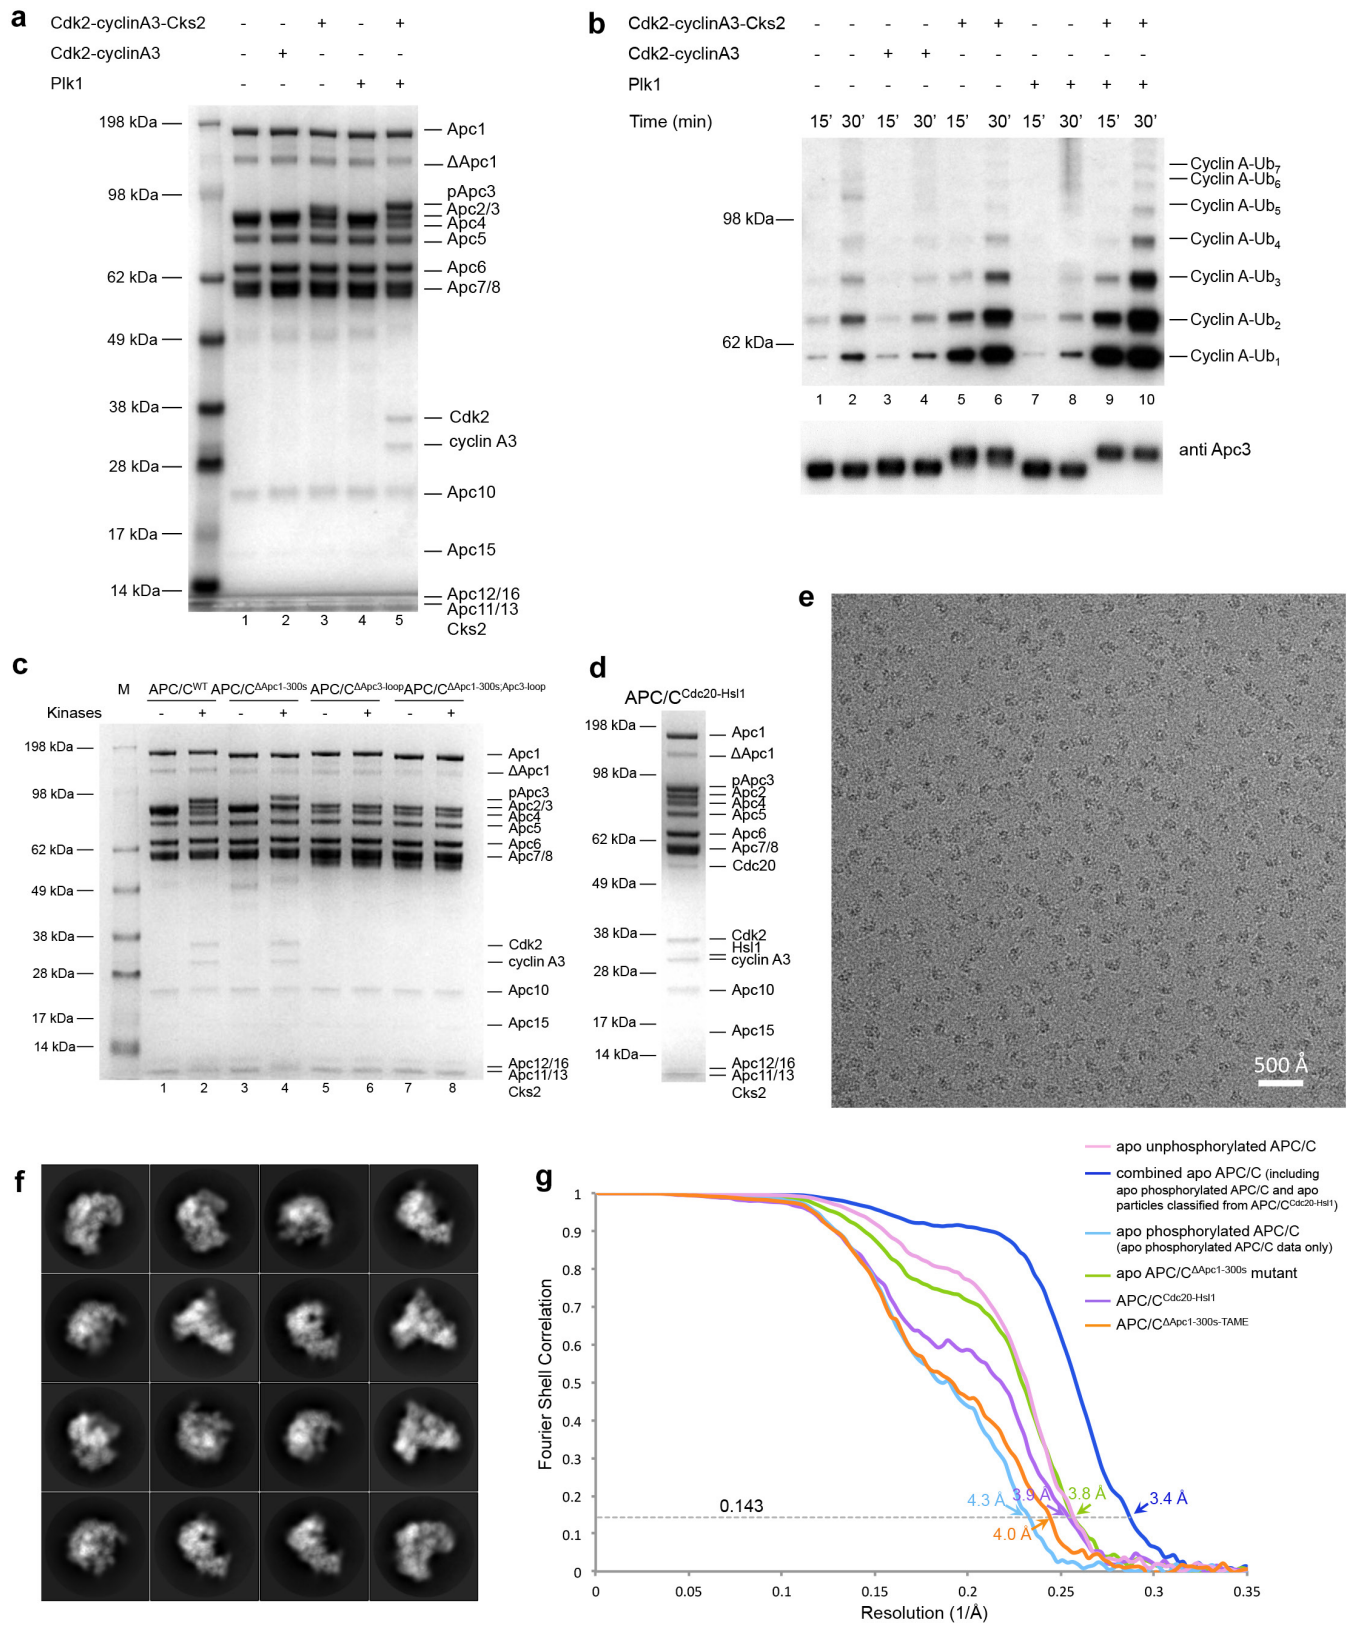 a
Cdk2-cyclinA3-Cks2 - - + - +
Cdk2-cyclinA3 - + - - -
Plk1 - - - + +
198 kDa
98 kDa
62 kDa
49 kDa
38 kDa
28 kDa
17 kDa
14 kDa
Apc1
ΔApc1
pApc3
Apc2/3
Apc4
Apc5
Apc6
Apc7/8
Cdk2
cyclin A3
Apc10
Apc15
Apc12/16
Apc11/13
Cks2
1 2 3 4 5
b
Cdk2-cyclinA3-Cks2 - - - - + + - - + +
Cdk2-cyclinA3 - - + + - - - - - -
Plk1 - - - - - - + + + +
Time (min) 15’ 30’ 15’ 30’ 15’ 30’ 15’ 30’ 15’ 30’
98 kDa
62 kDa
Cyclin A-Ub7
Cyclin A-Ub6
Cyclin A-Ub5
Cyclin A-Ub4
Cyclin A-Ub3
Cyclin A-Ub2
Cyclin A-Ub1
1 2 3 4 5 6 7 8 9 10
anti Apc3
c
M APC/CWT APC/CΔApc1-300s APC/CΔApc3-loop APC/CΔApc1-300s;Apc3-loop
Kinases - + - + - + - +
198 kDa
98 kDa
62 kDa
49 kDa
38 kDa
28 kDa
17 kDa
14 kDa
Apc1
ΔApc1
pApc3
Apc2/3
Apc4
Apc5
Apc6
Apc7/8
Cdk2
cyclin A3
Apc10
Apc15
Apc12/16
Apc11/13
Cks2
1 2 3 4 5 6 7 8
d
APC/CCdc20-Hsl1
198 kDa
98 kDa
62 kDa
49 kDa
38 kDa
28 kDa
17 kDa
14 kDa
Apc1
ΔApc1
pApc3
Apc2
Apc4
Apc5
Apc6
Apc7/8
Cdc20
Cdk2
Hsl1
cyclin A3
Apc10
Apc15
Apc12/16
Apc11/13
Cks2
e
500 Å
f
g
apo unphosphorylated APC/C
combined apo APC/C (including
apo phosphorylated APC/C and apo
particles classified from APC/CCdc20-Hsl1)
apo phosphorylated APC/C
(apo phosphorylated APC/C data only)
apo APC/CΔApc1-300s mutant
APC/CCdc20-Hsl1
APC/CΔApc1-300s-TAME
Fourier Shell Correlation
1
0.9
0.8
0.7
0.6
0.5
0.4
0.3
0.2
0.1
0
0.143
4.3 Å
3.9 Å
3.8 Å
3.4 Å
4.0 Å
0 0.05 0.1 0.15 0.2 0.25 0.3 0.35
Resolution (1/Å)